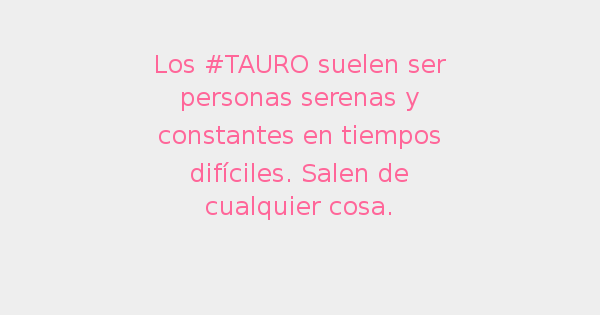 Los #TAURO suelen ser
personas serenas y
constantes en tiempos
difíciles. Salen de
cualquier cosa.